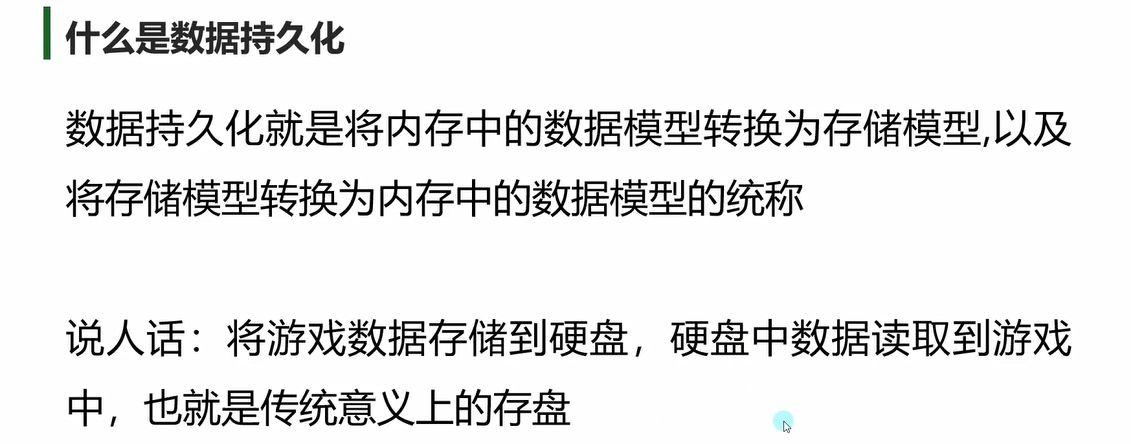 什么是数据持久化
数据持久化就是将内存中的数据模型转换为存储模型,以及
将存储模型转换为内存中的数据模型的统称
说人话：将游戏数据存储到硬盘，硬盘中数据读取到游戏
中，也就是传统意义上的存盘